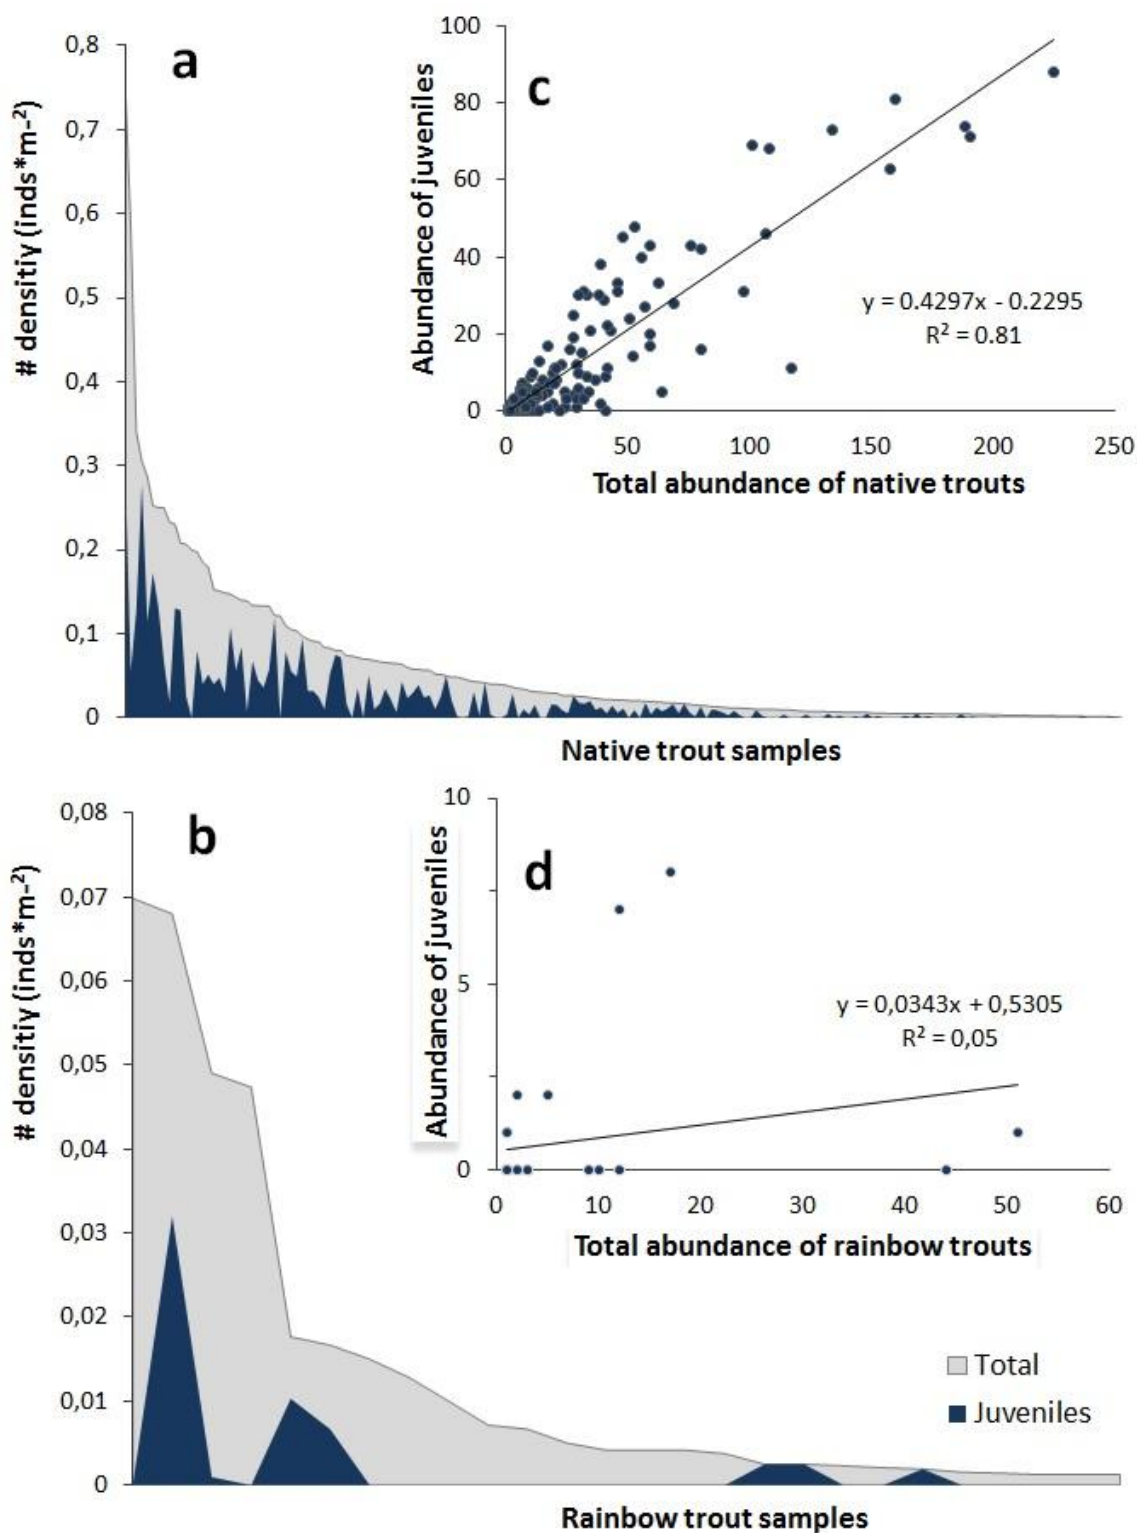 a
# densitiy (inds*m-²)
0,8
0,7
0,6
0,5
0,4
0,3
0,2
0,1
0
Native trout samples
c
Abundance of juveniles
100
80
60
40
20
0
y = 0.4297x - 0.2295
R² = 0.81
0 50 100 150 200 250
Total abundance of native trouts
b
# densitiy (inds*m-²)
0,08
0,07
0,06
0,05
0,04
0,03
0,02
0,01
0
d
Abundance of juveniles
10
5
0
y = 0,0343x + 0,5305
R² = 0,05
0 10 20 30 40 50 60
Total abundance of rainbow trouts
Total
Juveniles
Rainbow trout samples